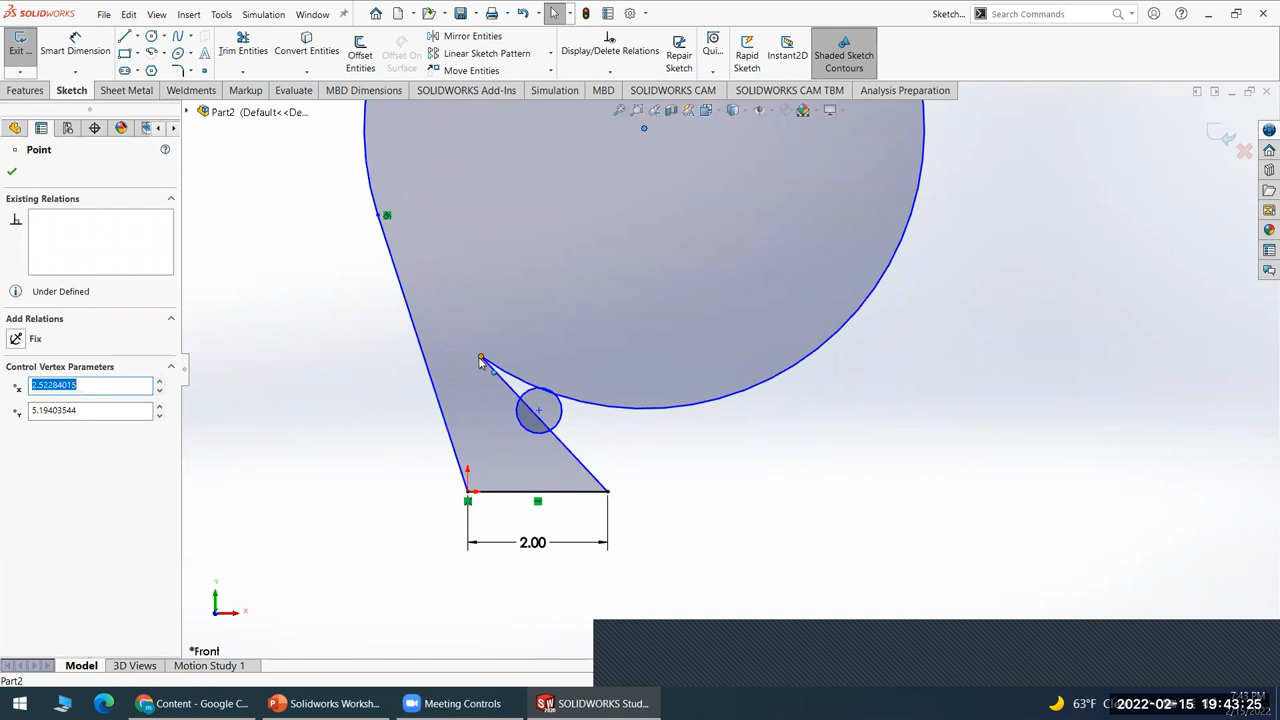 SOLIDWORKS File Edit View Insert Tools Simulation Window Sketch... Search Commands
Exit ... Smart Dimension Trim Entities Convert Entities Offset Entities Offset On Surface Mirror Entities Linear Sketch Pattern Move Entities Display/Delete Relations Repair Sketch Qui... Rapid Sketch Instant2D Shaded Sketch Contours
Features Sketch Sheet Metal Weldments Markup Evaluate MBD Dimensions SOLIDWORKS Add-Ins Simulation MBD SOLIDWORKS CAM SOLIDWORKS CAM TBM Analysis Preparation
Part2 (Default<<De...
Point
Existing Relations
Under Defined
Add Relations
Fix
Control Vertex Parameters
2.52284015
5.19403544
2.00
Y
X
*Front
Model 3D Views Motion Study 1
Part2
Content - Google C... Solidworks Worksh... Meeting Controls SOLIDWORKS Stud... 63°F 2022-02-15 19:43:25